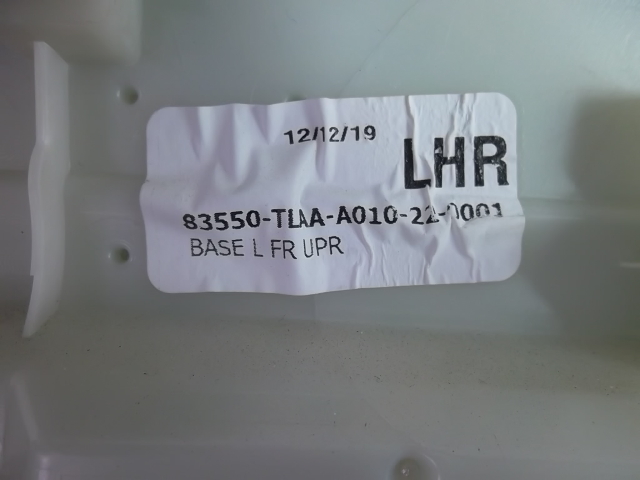 12/12/19
LHR
83550-TLAA-A010-22-0001
BASE L FR UPR